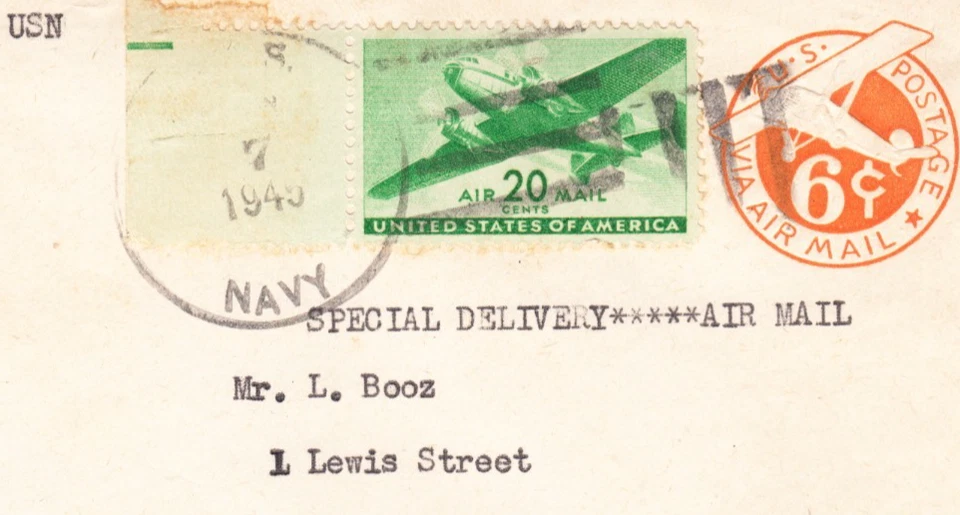 USN
S.
7
1945
NAVY
AIR 20 MAIL
CENTS
UNITED STATES OF AMERICA
U.S. POSTAGE
6¢
VIA AIR MAIL
SPECIAL DELIVERY*****AIR MAIL
Mr. L. Booz
1 Lewis Street